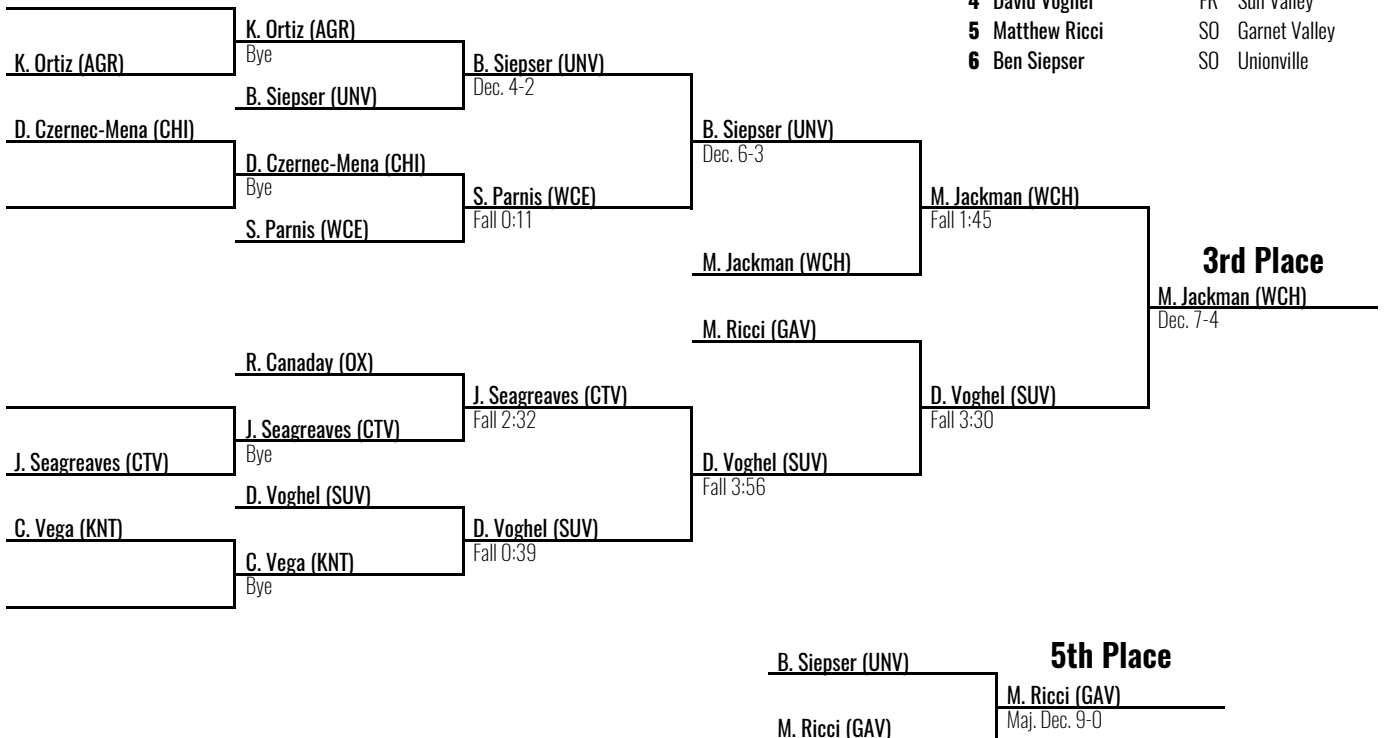 4 David Voghel FR Sun Valley
5 Matthew Ricci SO Garnet Valley
6 Ben Siepser SO Unionville
K. Ortiz (AGR)
K. Ortiz (AGR)
Bye
B. Siepser (UNV)
B. Siepser (UNV)
Dec. 4-2
D. Czernec-Mena (CHI)
D. Czernec-Mena (CHI)
Bye
S. Parnis (WCE)
S. Parnis (WCE)
Fall 0:11
B. Siepser (UNV)
Dec. 6-3
M. Jackman (WCH)
M. Jackman (WCH)
Fall 1:45
3rd Place
M. Jackman (WCH)
Dec. 7-4
M. Ricci (GAV)
R. Canaday (OX)
J. Seagreaves (CTV)
Fall 2:32
J. Seagreaves (CTV)
Bye
J. Seagreaves (CTV)
D. Voghel (SUV)
Fall 3:30
D. Voghel (SUV)
Fall 3:56
D. Voghel (SUV)
D. Voghel (SUV)
Fall 0:39
C. Vega (KNT)
C. Vega (KNT)
Bye
5th Place
B. Siepser (UNV)
M. Ricci (GAV)
Maj. Dec. 9-0
M. Ricci (GAV)